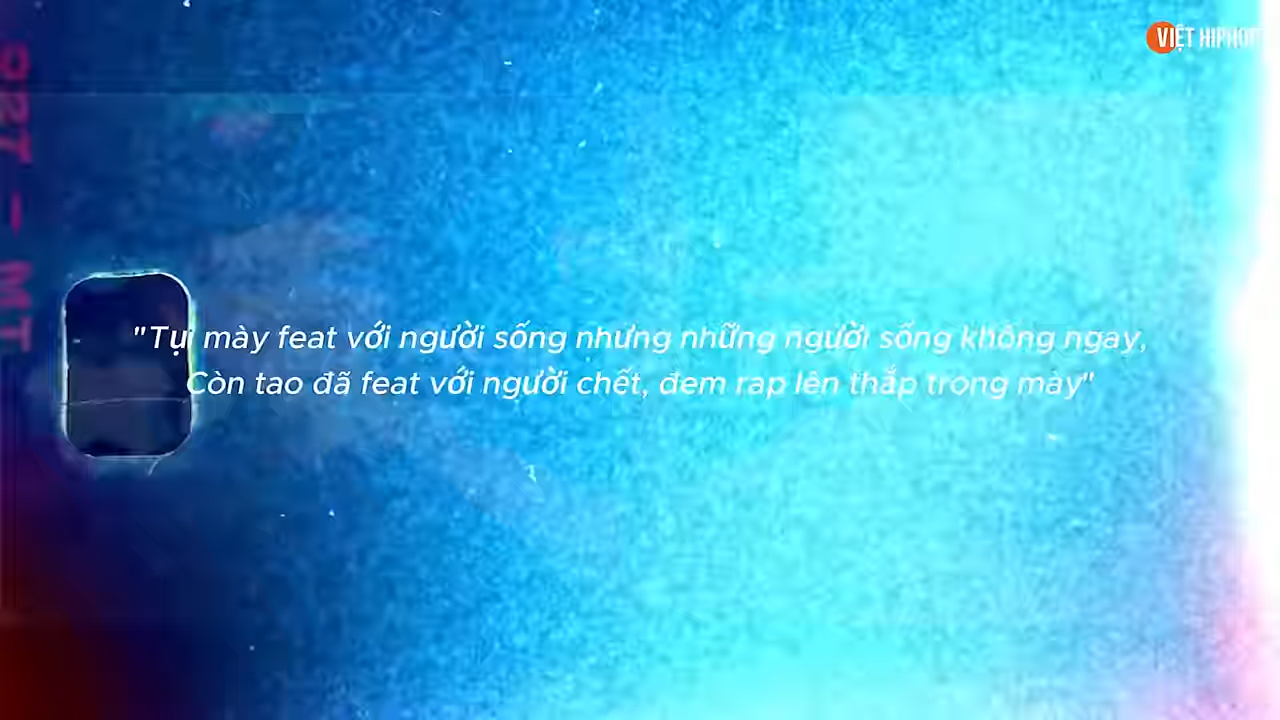 VIỆT HIPHOP
"Tụi mày feat với người sống nhưng những người sống không ngay,
Còn tao đã feat với người chết, đem rap lên thắp trong mày"